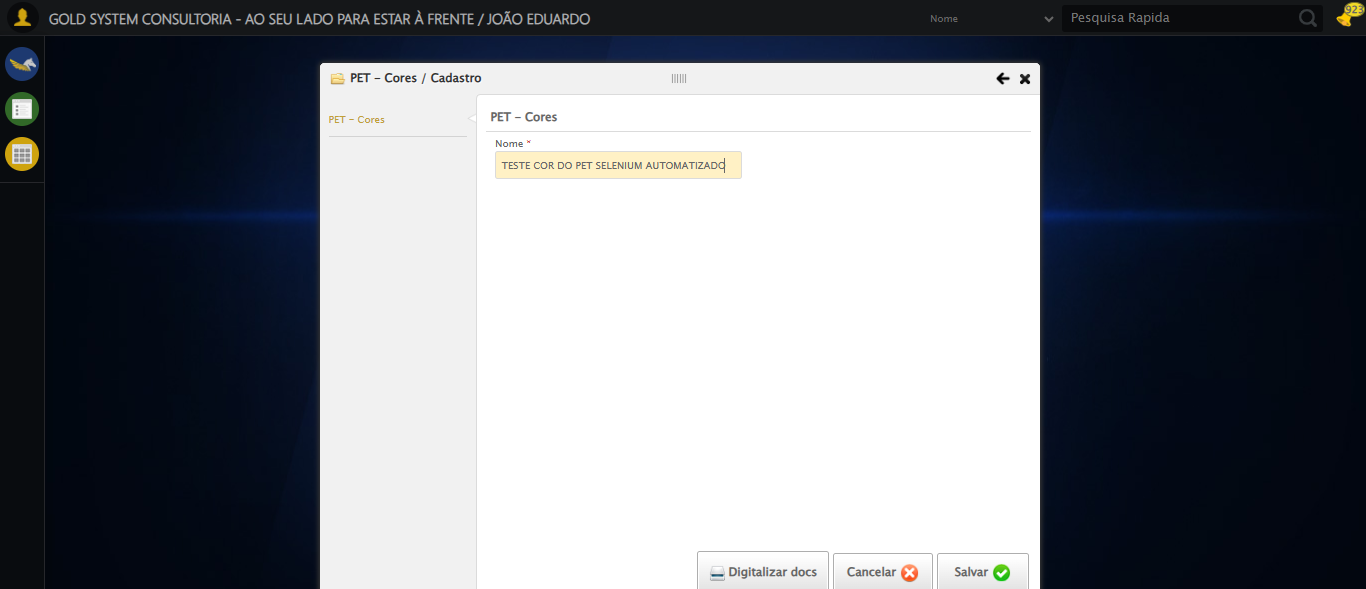 GOLD SYSTEM CONSULTORIA - AO SEU LADO PARA ESTAR À FRENTE / JOÃO EDUARDO
Nome
Pesquisa Rapida
923
PET - Cores / Cadastro
PET - Cores
PET - Cores
Nome *
TESTE COR DO PET SELENIUM AUTOMATIZADO
Digitalizar docs
Cancelar
Salvar